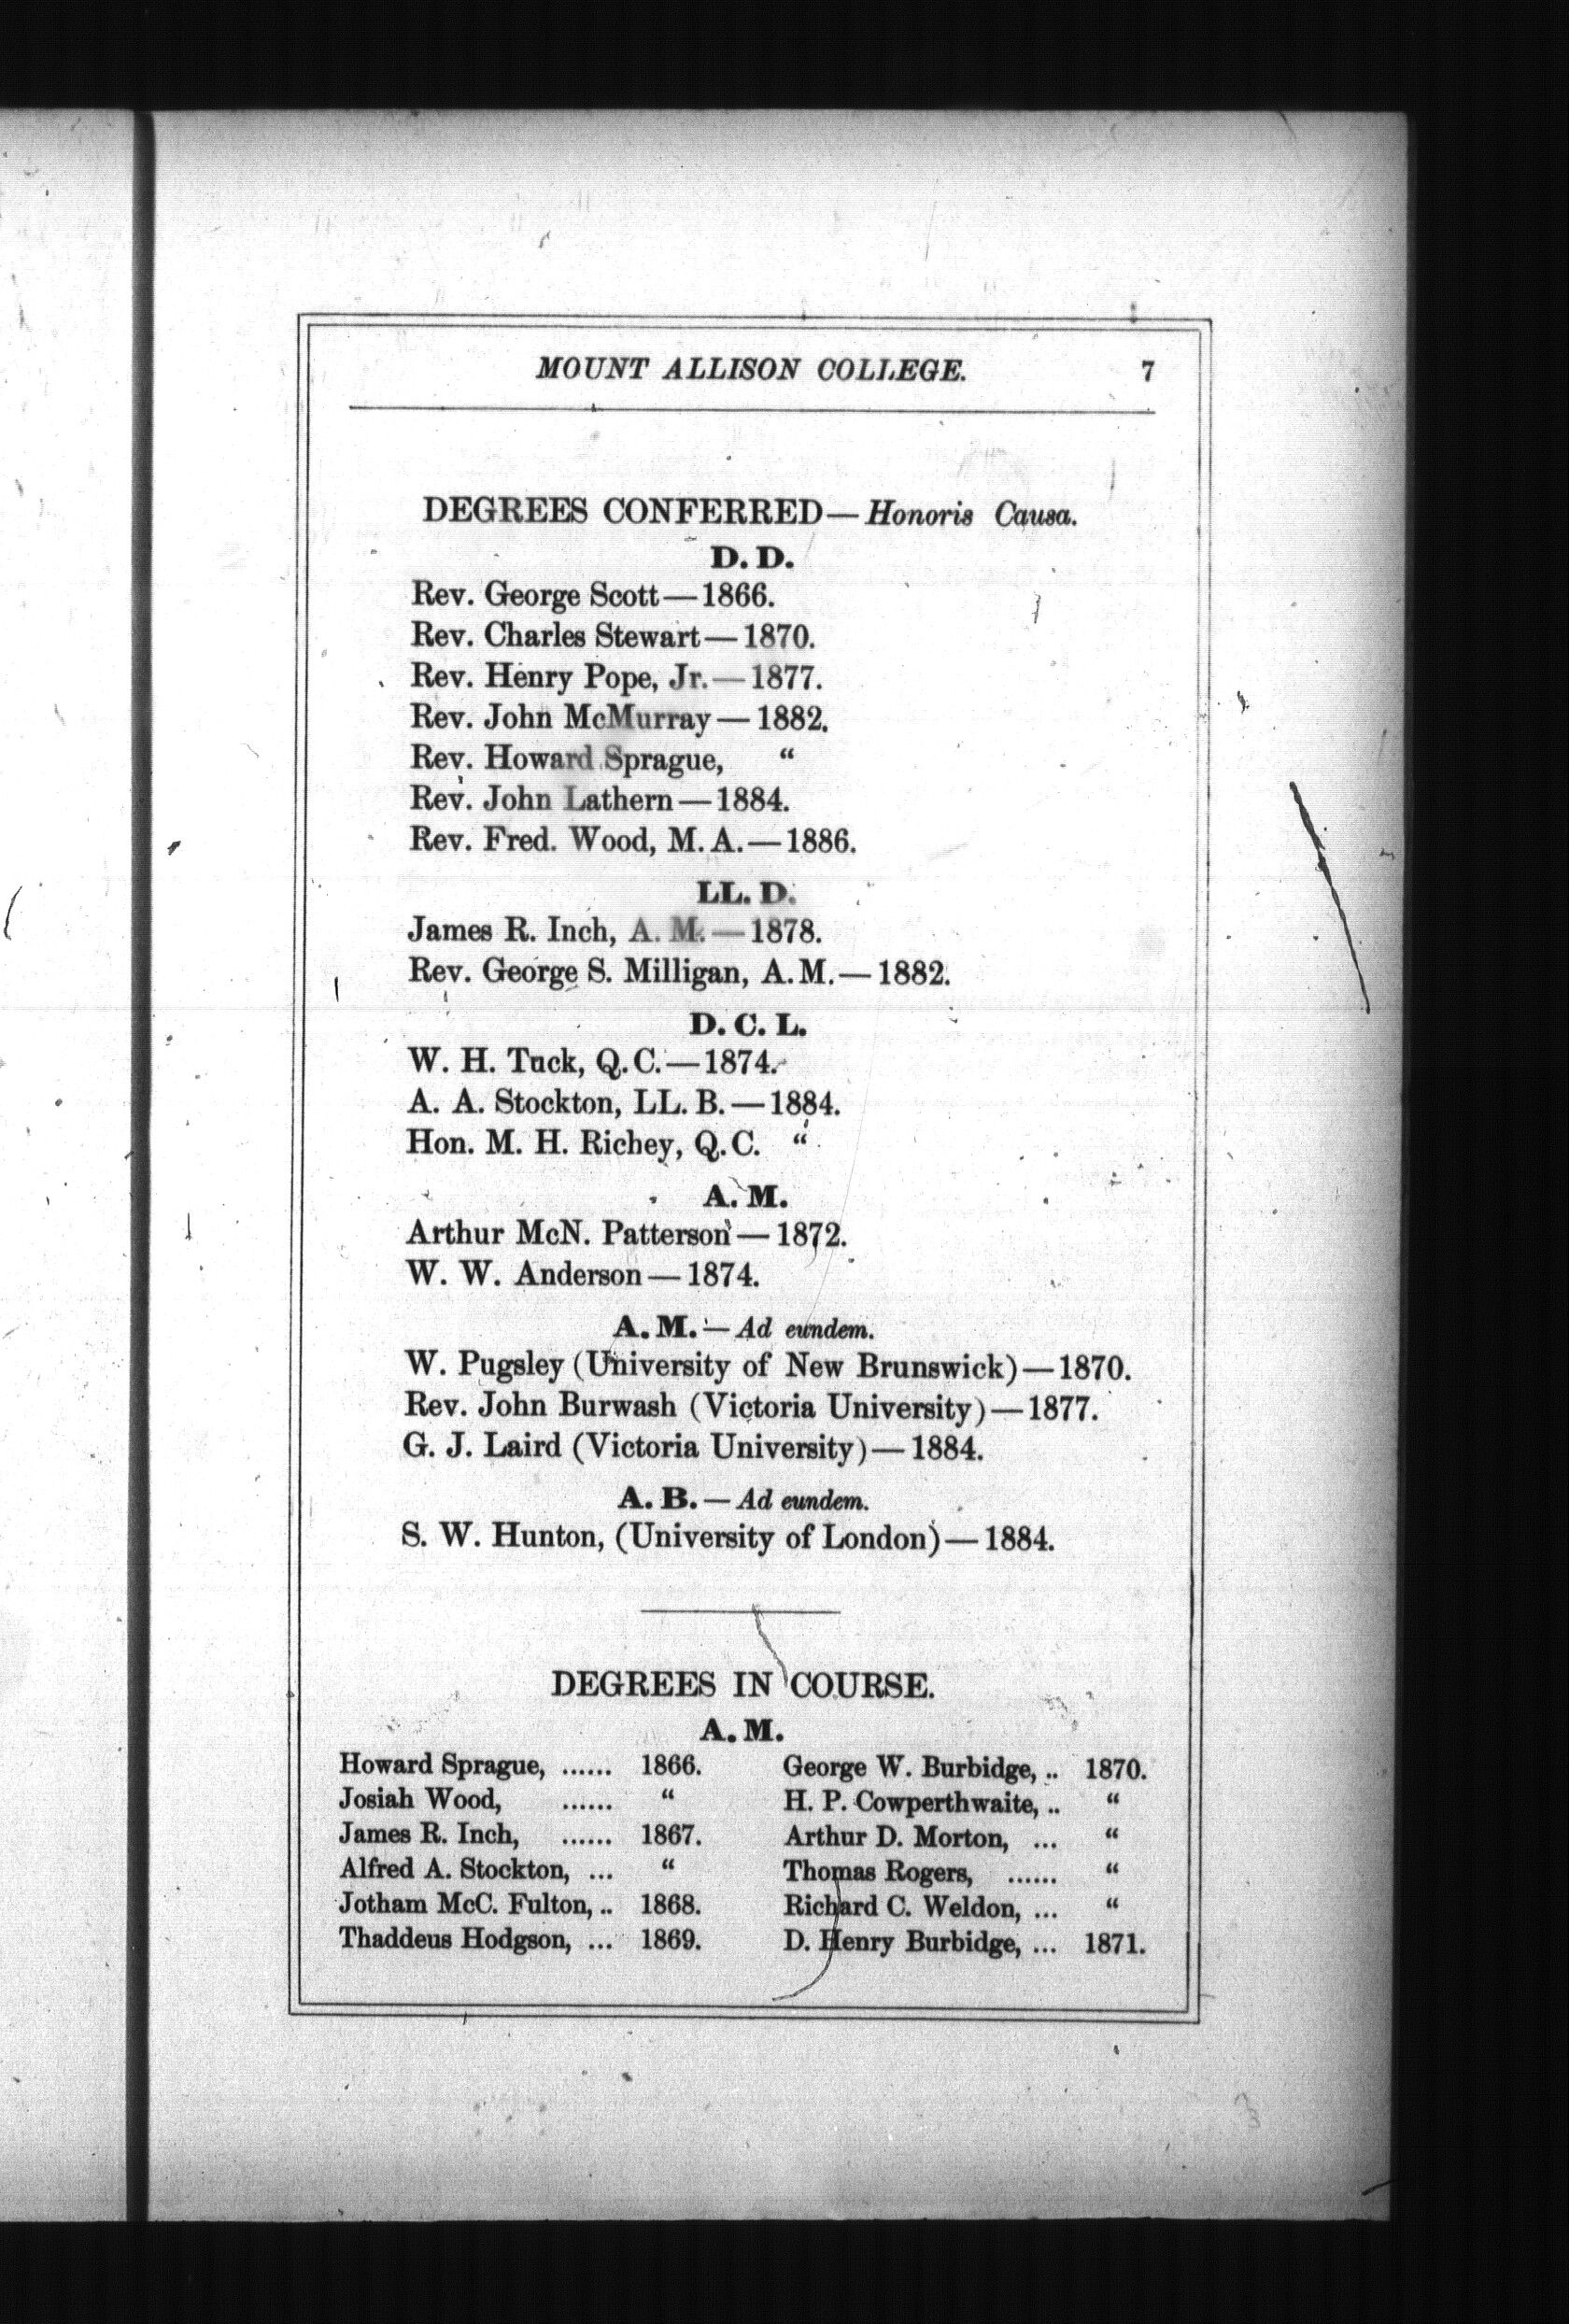 MOUNT ALLISON COLLEGE. 7
DEGREES CONFERRED—Honoris Causa.
D. D.
Rev. George Scott—1866.
Rev. Charles Stewart—1870.
Rev. Henry Pope, Jr.—1877.
Rev. John McMurray—1882.
Rev. Howard Sprague, “
Rev. John Lathern—1884.
Rev. Fred. Wood, M. A.—1886.
LL. D.
James R. Inch, A. M.—1878.
Rev. George S. Milligan, A. M.—1882.
D. C. L.
W. H. Tuck, Q. C.—1874.
A. A. Stockton, LL. B.—1884.
Hon. M. H. Richey, Q. C. “
A. M.
Arthur McN. Patterson—1872.
W. W. Anderson—1874.
A. M.—Ad eundem.
W. Pugsley (University of New Brunswick)—1870.
Rev. John Burwash (Victoria University)—1877.
G. J. Laird (Victoria University)—1884.
A. B.—Ad eundem.
S. W. Hunton, (University of London)—1884.
DEGREES IN COURSE.
A. M.
Howard Sprague, ...... 1866.
Josiah Wood, ...... “
James R. Inch, ...... 1867.
Alfred A. Stockton, ... “
Jotham McC. Fulton, .. 1868.
Thaddeus Hodgson, ... 1869.
George W. Burbidge, .. 1870.
H. P. Cowperthwaite, .. “
Arthur D. Morton, ... “
Thomas Rogers, ...... “
Richard C. Weldon, ... “
D. Henry Burbidge, ... 1871.